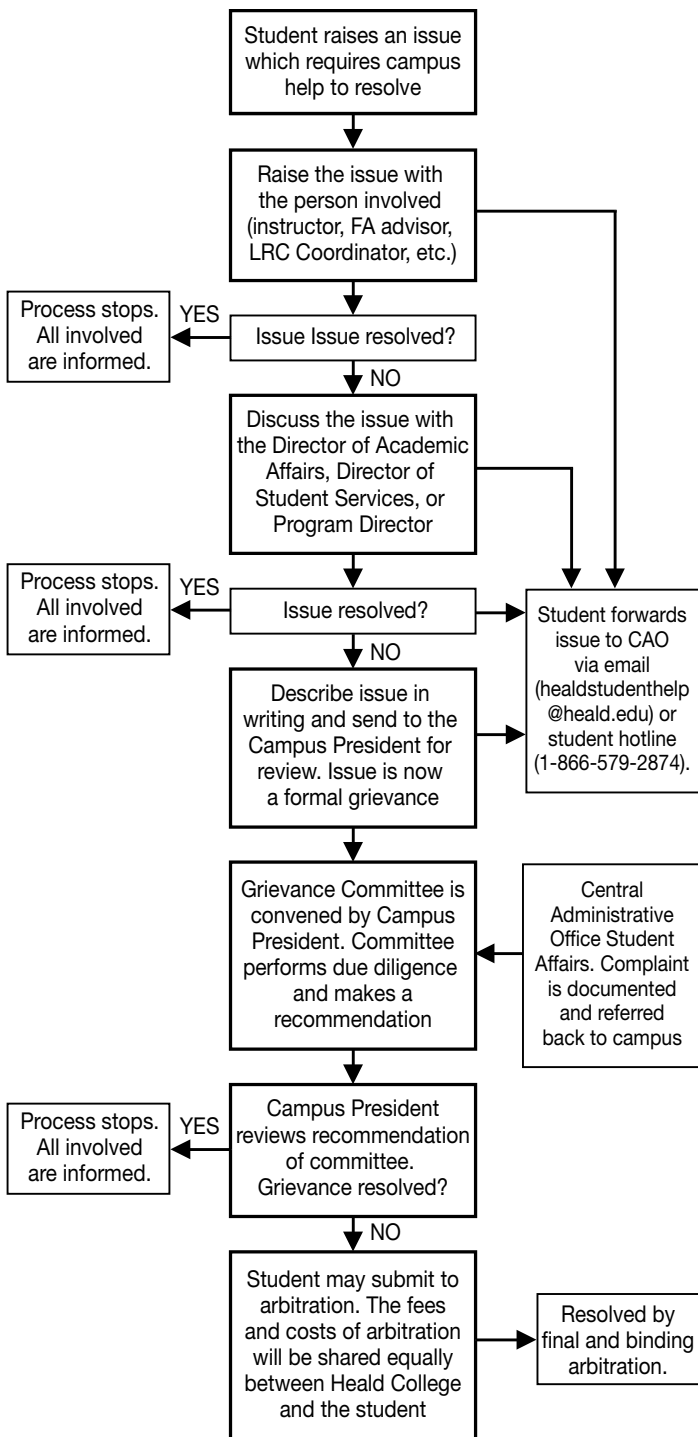 Student raises an issue
which requires campus
help to resolve
Raise the issue with
the person involved
(instructor, FA advisor,
LRC Coordinator, etc.)
Process stops.
All involved
are informed.
YES
Issue Issue resolved?
NO
Discuss the issue with
the Director of Academic
Affairs, Director of
Student Services, or
Program Director
Process stops.
All involved
are informed.
YES
Issue resolved?
Student forwards
issue to CAO
via email
(healdstudenthelp
@heald.edu) or
student hotline
(1-866-579-2874).
NO
Describe issue in
writing and send to the
Campus President for
review. Issue is now
a formal grievance
Grievance Committee is
convened by Campus
President. Committee
performs due diligence
and makes a
recommendation
Central
Administrative
Office Student
Affairs. Complaint
is documented
and referred
back to campus
Process stops.
All involved
are informed.
YES
Campus President
reviews recommendation
of committee.
Grievance resolved?
NO
Student may submit to
arbitration. The fees
and costs of arbitration
will be shared equally
between Heald College
and the student
Resolved by
final and binding
arbitration.